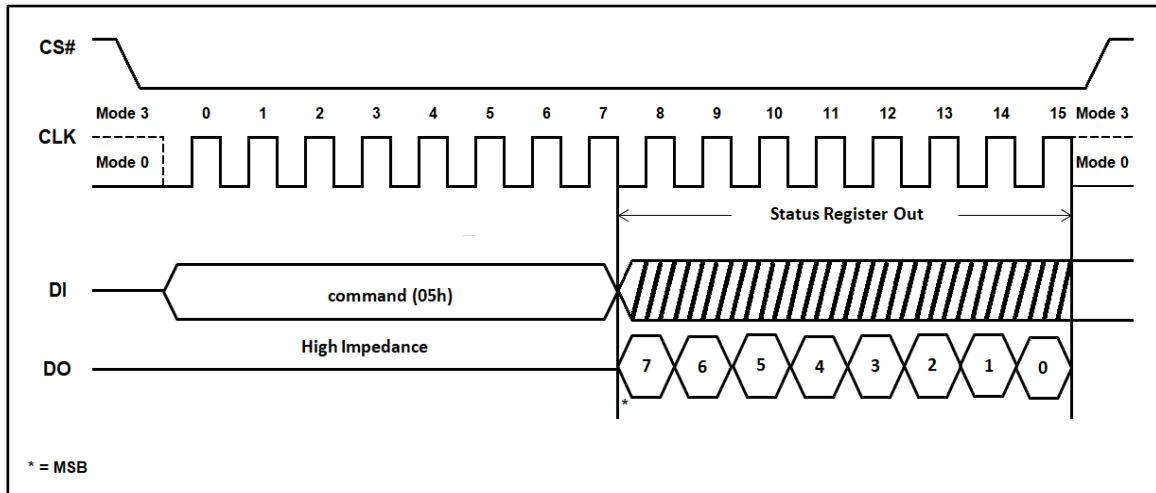 CS#
Mode 3 0 1 2 3 4 5 6 7 8 9 10 11 12 13 14 15 Mode 3
CLK
Mode 0 Mode 0
Status Register Out
DI command (05h)
High Impedance
DO 7 6 5 4 3 2 1 0
*
* = MSB